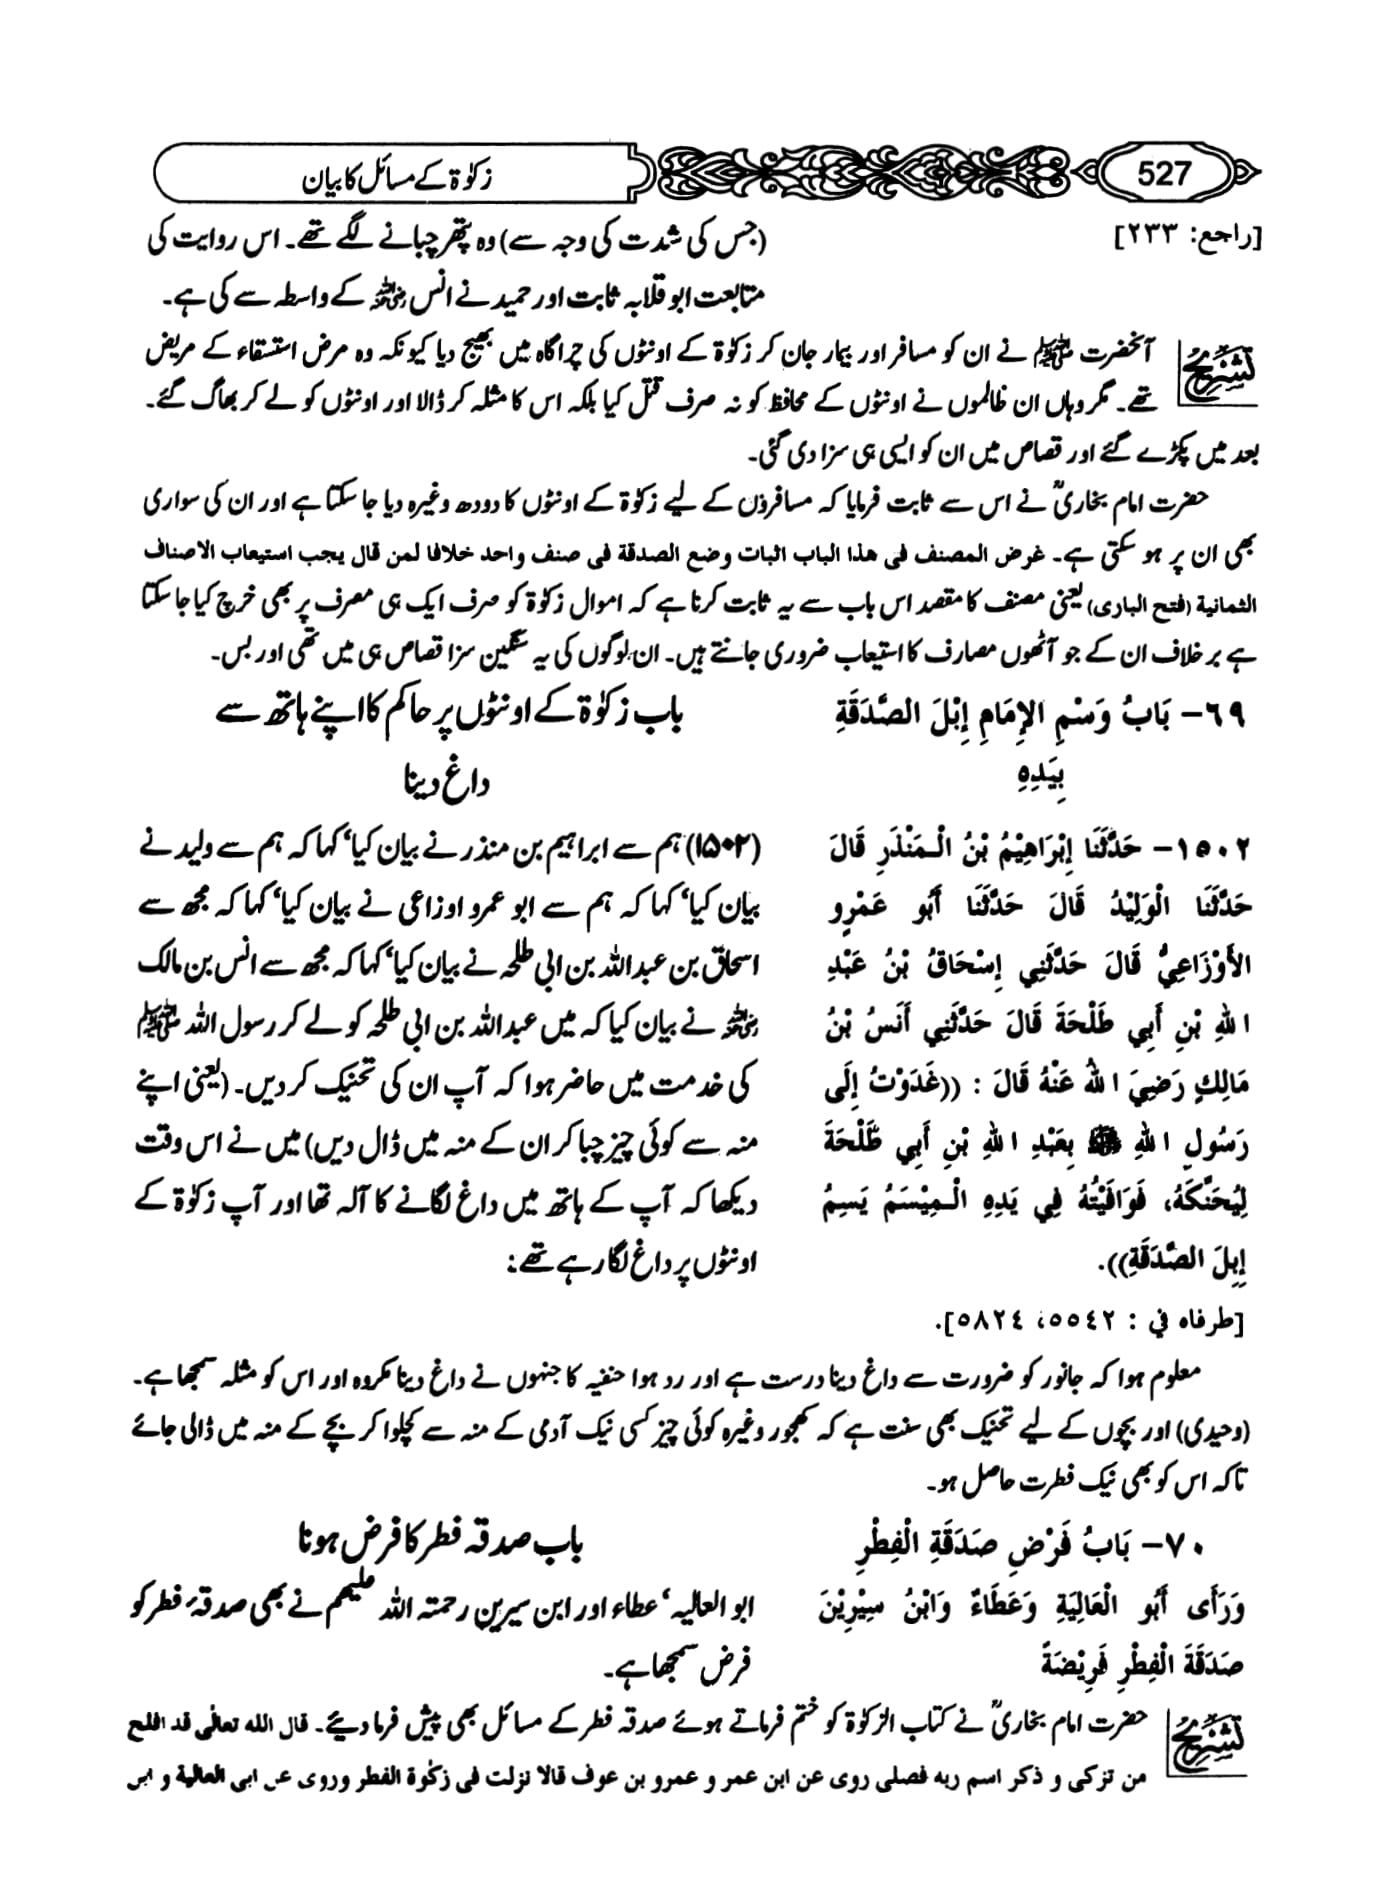 527
زکوٰۃ کے مسائل کا بیان
[راجع: ۲۳۳]
(جس کی شدت کی وجہ سے) وہ پتھر چبانے لگے تھے۔ اس روایت کی
متابعت ابوقلابہ ثابت اور حمید نے انس رضی اللہ عنہ کے واسطہ سے کی ہے۔
تشریح
آنحضرت ﷺ نے ان کو مسافر اور بیمار جان کر زکوٰۃ کے اونٹوں کی چراگاہ میں بھیج دیا کیونکہ وہ مرض استسقاء کے مریض
تھے۔ مگر وہاں ان ظالموں نے اونٹوں کے محافظ کو نہ صرف قتل کیا بلکہ اس کا مثلہ کر ڈالا اور اونٹوں کو لے کر بھاگ گئے۔
بعد میں پکڑے گئے اور قصاص میں ان کو ایسی ہی سزا دی گئی۔
حضرت امام بخاریؒ نے اس سے ثابت فرمایا کہ مسافروں کے لیے زکوٰۃ کے اونٹوں کا دودھ وغیرہ دیا جا سکتا ہے اور ان کی سواری
بھی ان پر ہو سکتی ہے۔ غرض المصنف فی هذا الباب اثبات وضع الصدقة فی صنف واحد خلافا لمن قال یجب استیعاب الاصناف
الثمانیة (فتح الباری) یعنی مصنف کا مقصد اس باب سے یہ ثابت کرنا ہے کہ اموال زکوٰۃ کو صرف ایک ہی مصرف پر بھی خرچ کیا جا سکتا
ہے برخلاف ان کے جو آٹھوں مصارف کا استیعاب ضروری جانتے ہیں۔ ان لوگوں کی یہ سنگین سزا قصاص ہی میں تھی اور بس۔
٦٩- بَابُ وَسْمِ الإِمَامِ إِبْلَ الصَّدَقَةِ
بِيَدِهِ
باب زکوٰۃ کے اونٹوں پر حاکم کا اپنے ہاتھ سے
داغ دینا
١٥٠٢- حَدَّثَنَا إِبْرَاهِيْمُ بْنُ الْمَنْذَرِ قَالَ
حَدَّثَنَا الْوَلِيْدُ قَالَ حَدَّثَنَا أَبُو عَمْرٍو
الأَوْزَاعِيُّ قَالَ حَدَّثَنِي إِسْحَاقُ بْنُ عَبْدِ
اللهِ بْنِ أَبِي طَلْحَةَ قَالَ حَدَّثَنِي أَنَسُ بْنُ
مَالِكٍ رَضِيَ اللهُ عَنْهُ قَالَ : ((غَدَوْتُ إِلَى
رَسُولِ اللهِ ﷺ بِعَبْدِ اللهِ بْنِ أَبِي طَلْحَةَ
لِيُحَنِّكَهُ، فَوَافَيْتُهُ فِي يَدِهِ الْمِيْسَمُ يَسِمُ
إِبِلَ الصَّدَقَةِ)).
[طرفاه في : ٥٥٤٢، ٥٨٢٤].
(۱۵۰۲) ہم سے ابراہیم بن منذر نے بیان کیا‘ کہا کہ ہم سے ولید نے
بیان کیا‘ کہا کہ ہم سے ابو عمرو اوزاعی نے بیان کیا‘ کہا کہ مجھ سے
اسحاق بن عبداللہ بن ابی طلحہ نے بیان کیا‘ کہا کہ مجھ سے انس بن مالک
رضی اللہ عنہ نے بیان کیا کہ میں عبداللہ بن ابی طلحہ کو لے کر رسول اللہ ﷺ
کی خدمت میں حاضر ہوا کہ آپ ان کی تحنیک کر دیں۔ (یعنی اپنے
منہ سے کوئی چیز چبا کر ان کے منہ میں ڈال دیں) میں نے اس وقت
دیکھا کہ آپ کے ہاتھ میں داغ لگانے کا آلہ تھا اور آپ زکوٰۃ کے
اونٹوں پر داغ لگا رہے تھے:
معلوم ہوا کہ جانور کو ضرورت سے داغ دینا درست ہے اور رد ہوا حنفیہ کا جنہوں نے داغ دینا مکروہ اور اس کو مثلہ سمجھا ہے۔
(وحیدی) اور بچوں کے لیے تحنیک بھی سنت ہے کہ کھجور وغیرہ کوئی چیز کسی نیک آدمی کے منہ سے کچلوا کر بچے کے منہ میں ڈالی جائے
تاکہ اس کو بھی نیک فطرت حاصل ہو۔
٧٠- بَابُ فَرْضِ صَدَقَةِ الْفِطْرِ
وَرَأَى أَبُو الْعَالِيَةِ وَعَطَاءٌ وَابْنُ سِيْرِيْنَ
صَدَقَةَ الْفِطْرِ فَرِيْضَةً
باب صدقہ فطر کا فرض ہونا
ابو العالیہ‘ عطاء اور ابن سیرین رحمتہ اللہ علیہم نے بھی صدقہ فطر کو
فرض سمجھا ہے۔
تشریح
حضرت امام بخاریؒ نے کتاب الزکوٰۃ کو ختم فرماتے ہوئے صدقہ فطر کے مسائل بھی پیش فرما دیئے۔ قال الله تعالٰی قد افلح
من تزکی و ذکر اسم ربه فصلی روی عن ابن عمر و عمرو بن عوف قالا نزلت فی زکٰوة الفطر وروی عن ابی العالیة و ابن